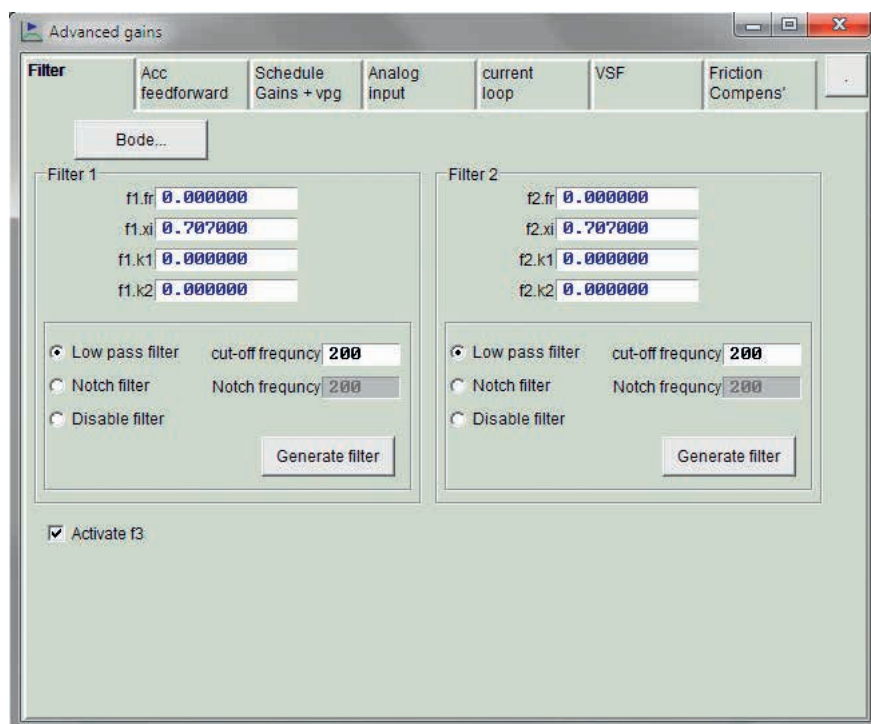 Advanced gains
Filter
Acc feedforward
Schedule Gains + vpg
Analog input
current loop
VSF
Friction Compens'
.
Bode...
Filter 1
f1.fr 0.000000
f1.xi 0.707000
f1.k1 0.000000
f1.k2 0.000000
Low pass filter cut-off frequncy 200
Notch filter Notch frequncy 200
Disable filter
Generate filter
Filter 2
f2.fr 0.000000
f2.xi 0.707000
f2.k1 0.000000
f2.k2 0.000000
Low pass filter cut-off frequncy 200
Notch filter Notch frequncy 200
Disable filter
Generate filter
Activate f3